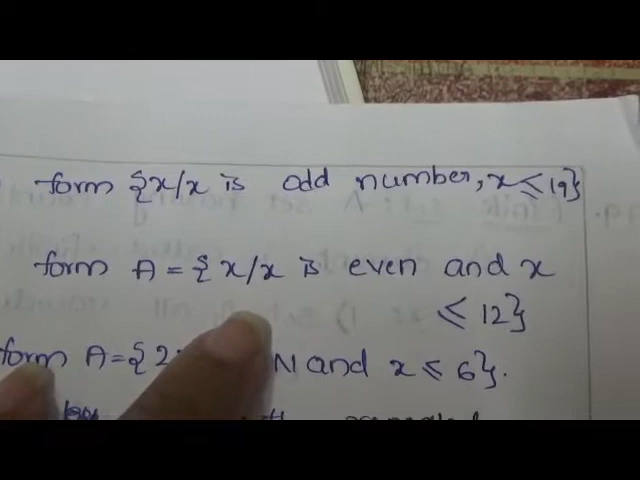 form {x/x is odd number, x ≤ 19}
form A = {x/x is even and x
≤ 12}
form A = {2 N and x ≤ 6}.